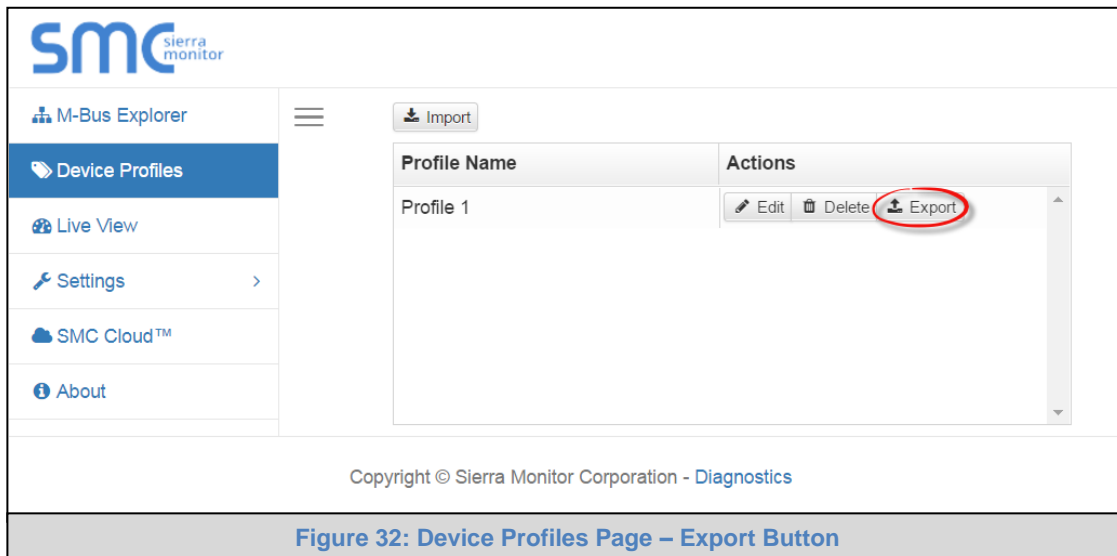 SMC sierra monitor
M-Bus Explorer
Device Profiles
Live View
Settings
SMC Cloud™
About
Import
Profile Name Actions
Profile 1 Edit Delete Export
Copyright © Sierra Monitor Corporation - Diagnostics
Figure 32: Device Profiles Page – Export Button